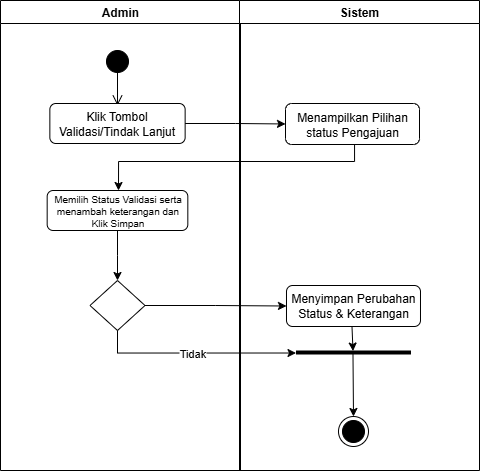 Admin
Sistem
Klik Tombol
Validasi/Tindak Lanjut
Menampilkan Pilihan
status Pengajuan
Memilih Status Validasi serta
menambah keterangan dan
Klik Simpan
Menyimpan Perubahan
Status & Keterangan
Tidak